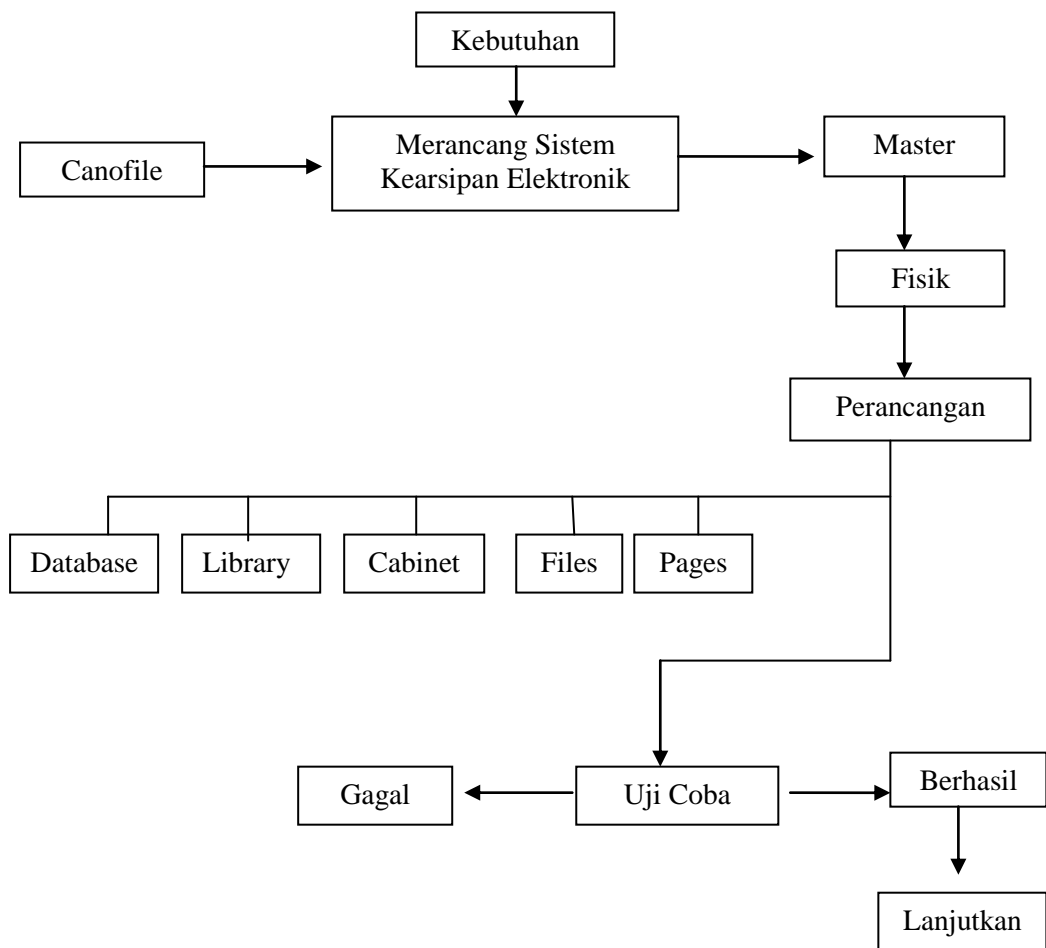 Kebutuhan
Canofile
Merancang Sistem
Kearsipan Elektronik
Master
Fisik
Perancangan
Database
Library
Cabinet
Files
Pages
Gagal
Uji Coba
Berhasil
Lanjutkan